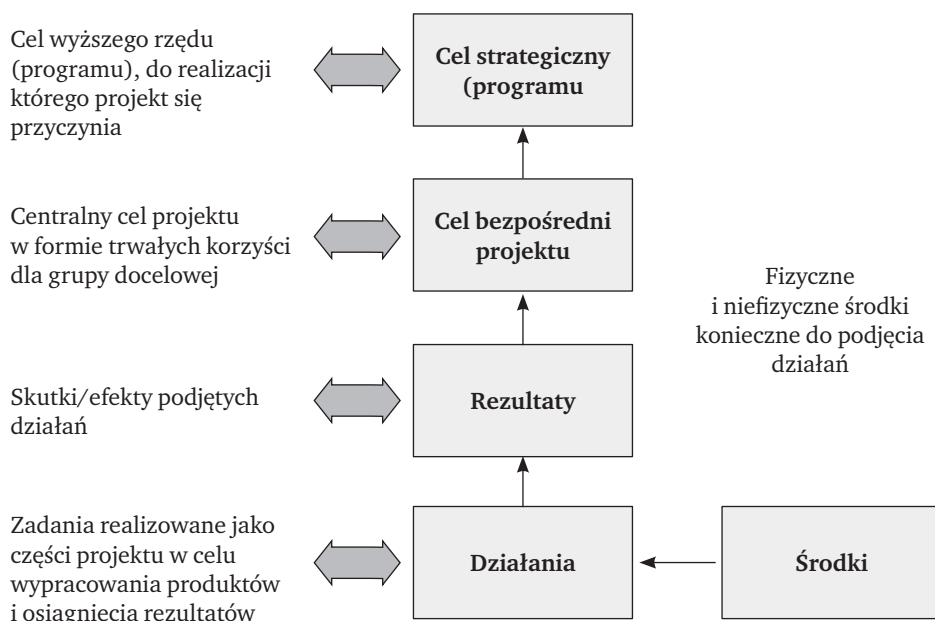 Cel wyższego rzędu
(programu), do realizacji
którego projekt się
przyczynia
Cel strategiczny
(programu
Centralny cel projektu
w formie trwałych korzyści
dla grupy docelowej
Cel bezpośredni
projektu
Fizyczne
i niefizyczne środki
konieczne do podjęcia
działań
Skutki/efekty podjętych
działań
Rezultaty
Zadania realizowane jako
części projektu w celu
wypracowania produktów
i osiągnięcia rezultatów
Działania
Środki